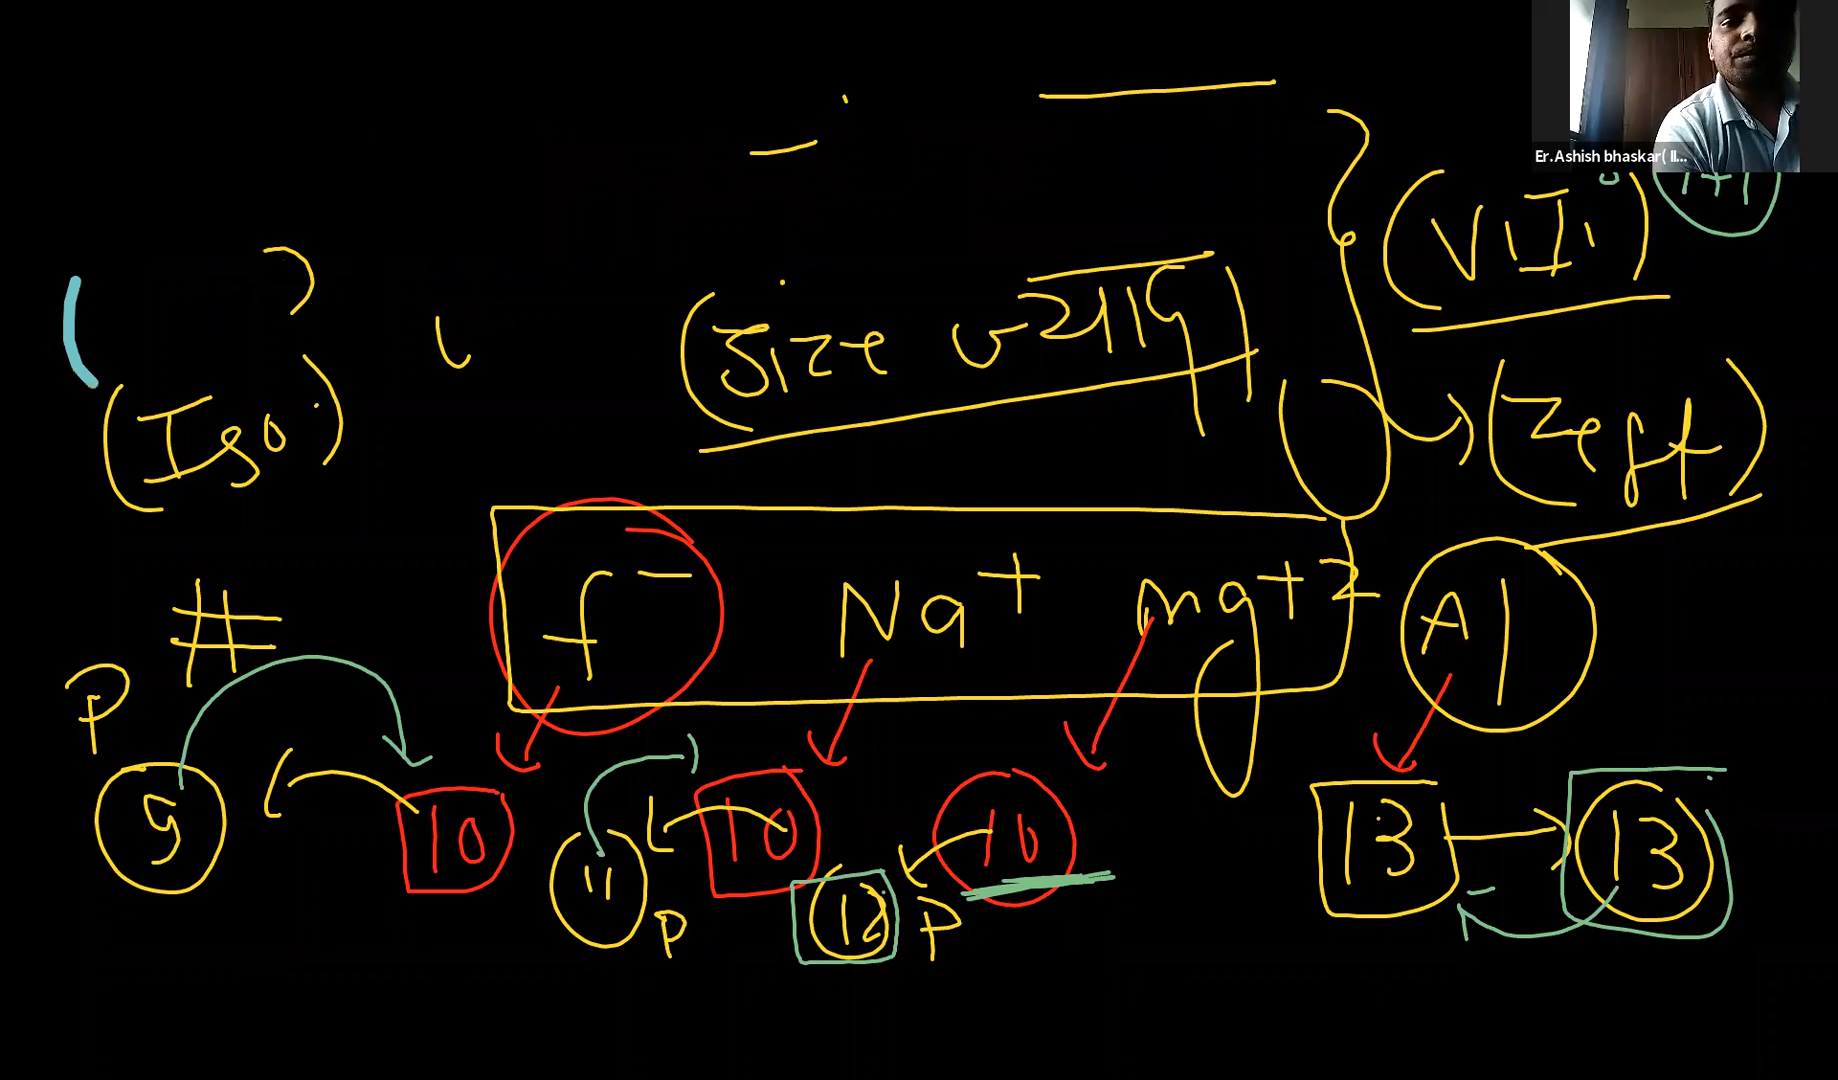 Er.Ashish bhaskar( II...
(VIII)
(Size
(Iso.)
(Zeff)
f⁻ Na⁺ Mg⁺² Al
#
P
9 10 11 10 10 13 13
P 12 P